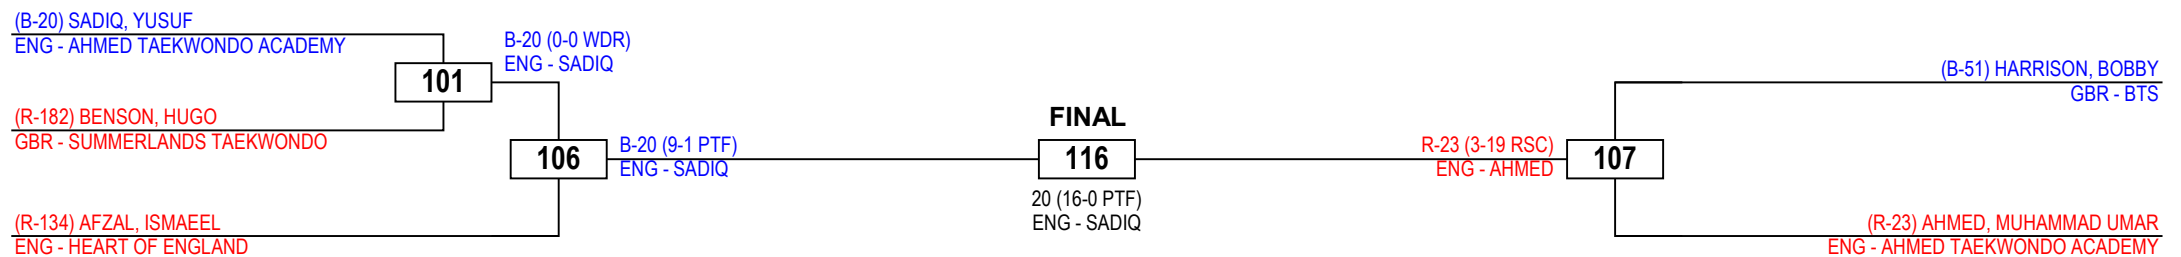 (B-20) SADIQ, YUSUF
ENG - AHMED TAEKWONDO ACADEMY
B-20 (0-0 WDR)
ENG - SADIQ
101
(R-182) BENSON, HUGO
GBR - SUMMERLANDS TAEKWONDO
106
B-20 (9-1 PTF)
ENG - SADIQ
(R-134) AFZAL, ISMAEEL
ENG - HEART OF ENGLAND
FINAL
116
20 (16-0 PTF)
ENG - SADIQ
(B-51) HARRISON, BOBBY
GBR - BTS
R-23 (3-19 RSC)
ENG - AHMED
107
(R-23) AHMED, MUHAMMAD UMAR
ENG - AHMED TAEKWONDO ACADEMY